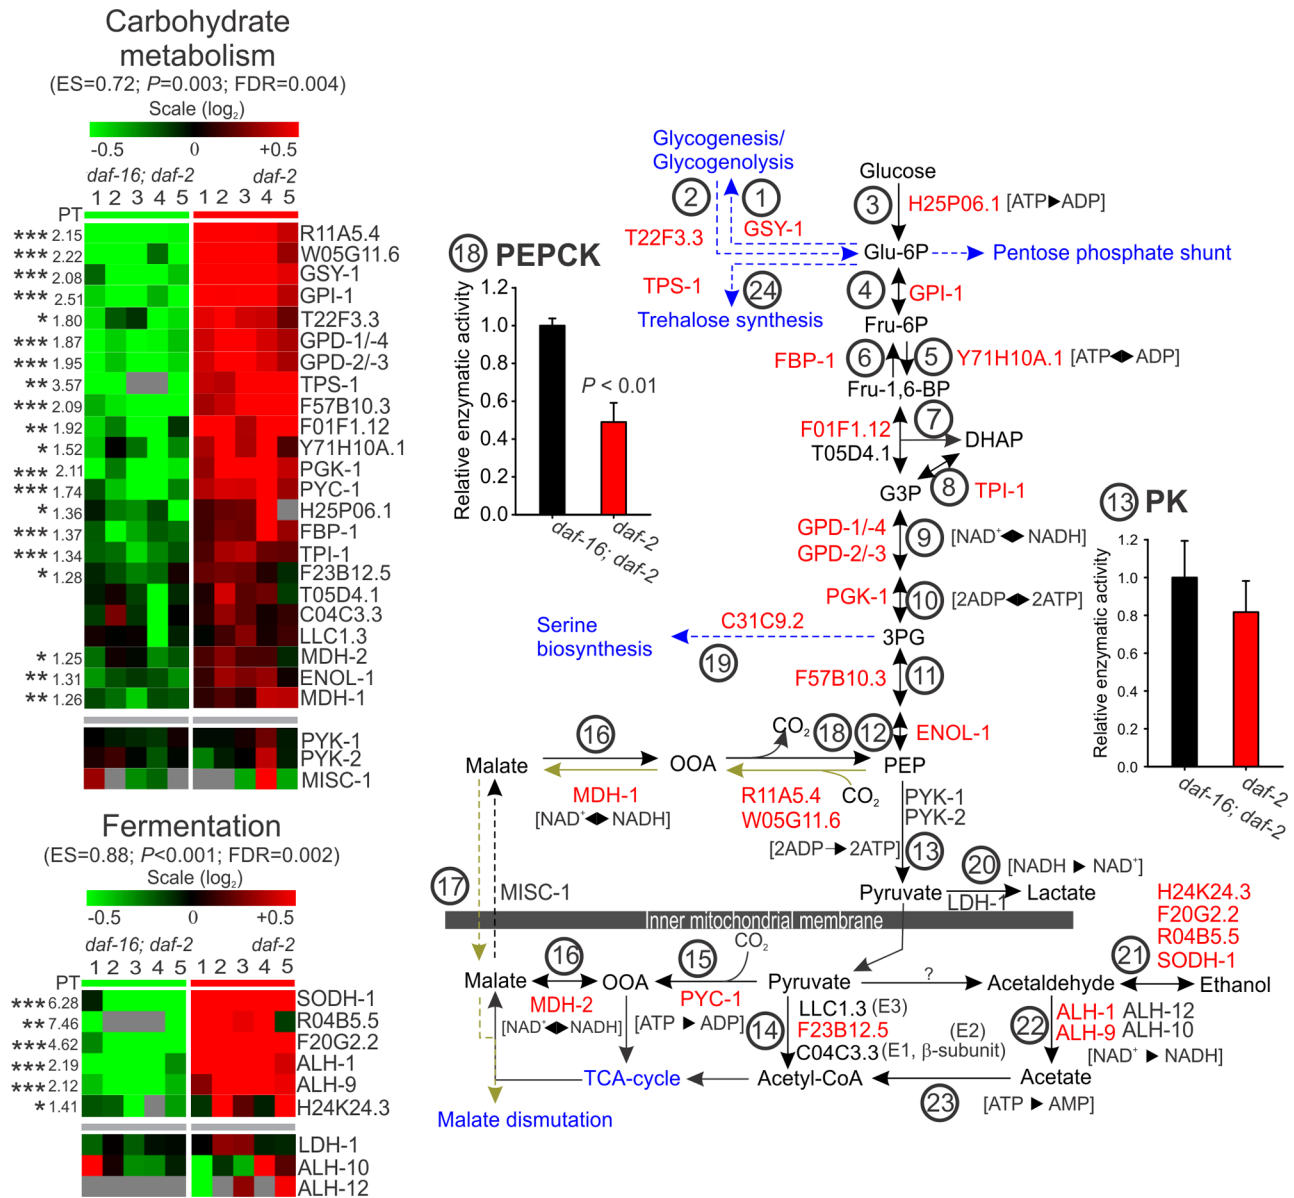 Carbohydrate
metabolism
(ES=0.72; P=0.003; FDR=0.004)
Scale (log2)
-0.5 0 +0.5
daf-16; daf-2 daf-2
1 2 3 4 5 1 2 3 4 5
PT
*** 2.15 R11A5.4
*** 2.22 W05G11.6
*** 2.08 GSY-1
*** 2.51 GPI-1
* 1.80 T22F3.3
*** 1.87 GPD-1/-4
*** 1.95 GPD-2/-3
** 3.57 TPS-1
*** 2.09 F57B10.3
** 1.92 F01F1.12
* 1.52 Y71H10A.1
*** 2.11 PGK-1
*** 1.74 PYC-1
* 1.36 H25P06.1
*** 1.37 FBP-1
*** 1.34 TPI-1
* 1.28 F23B12.5
T05D4.1
C04C3.3
LLC1.3
* 1.25 MDH-2
** 1.31 ENOL-1
** 1.26 MDH-1
PYK-1
PYK-2
MISC-1
Fermentation
(ES=0.88; P<0.001; FDR=0.002)
Scale (log2)
-0.5 0 +0.5
daf-16; daf-2 daf-2
1 2 3 4 5 1 2 3 4 5
PT
*** 6.28 SODH-1
** 7.46 R04B5.5
*** 4.62 F20G2.2
*** 2.19 ALH-1
*** 2.12 ALH-9
* 1.41 H24K24.3
LDH-1
ALH-10
ALH-12
18 PEPCK
Relative enzymatic activity
1.2
1.0
0.8
0.6
0.4
0.2
0.0
P < 0.01
daf-16; daf-2
daf-2
Glycogenesis/
Glycogenolysis
2 1
T22F3.3 GSY-1
TPS-1 24
Trehalose synthesis
Glucose
3 H25P06.1 [ATP▶ADP]
Glu-6P Pentose phosphate shunt
4 GPI-1
Fru-6P
FBP-1 6 5 Y71H10A.1 [ATP◀▶ADP]
Fru-1,6-BP
7
F01F1.12
T05D4.1 DHAP
G3P 8 TPI-1
GPD-1/-4
GPD-2/-3
9 [NAD+◀▶NADH]
PGK-1 10 [2ADP◀▶2ATP]
Serine
biosynthesis
C31C9.2
19
3PG
F57B10.3 11
16 CO2 18 12 ENOL-1
Malate OOA PEP
MDH-1 R11A5.4 CO2
[NAD+◀▶NADH] W05G11.6
PYK-1
PYK-2
[2ADP→2ATP] 13
13 PK
Relative enzymatic activity
1.2
1.0
0.8
0.6
0.4
0.2
0.0
daf-16; daf-2
daf-2
17 MISC-1
20 [NADH▶NAD+]
Pyruvate LDH-1 Lactate
Inner mitochondrial membrane
H24K24.3
F20G2.2
R04B5.5
SODH-1
21
16 15 CO2
Malate OOA Pyruvate ? Acetaldehyde Ethanol
MDH-2 PYC-1
[NAD+◀▶NADH] [ATP▶ADP]
14 LLC1.3 (E3)
F23B12.5 (E2)
C04C3.3 (E1, β-subunit)
22 ALH-1 ALH-12
ALH-9 ALH-10
[NAD+▶NADH]
TCA-cycle Acetyl-CoA Acetate
23 [ATP▶AMP]
Malate dismutation